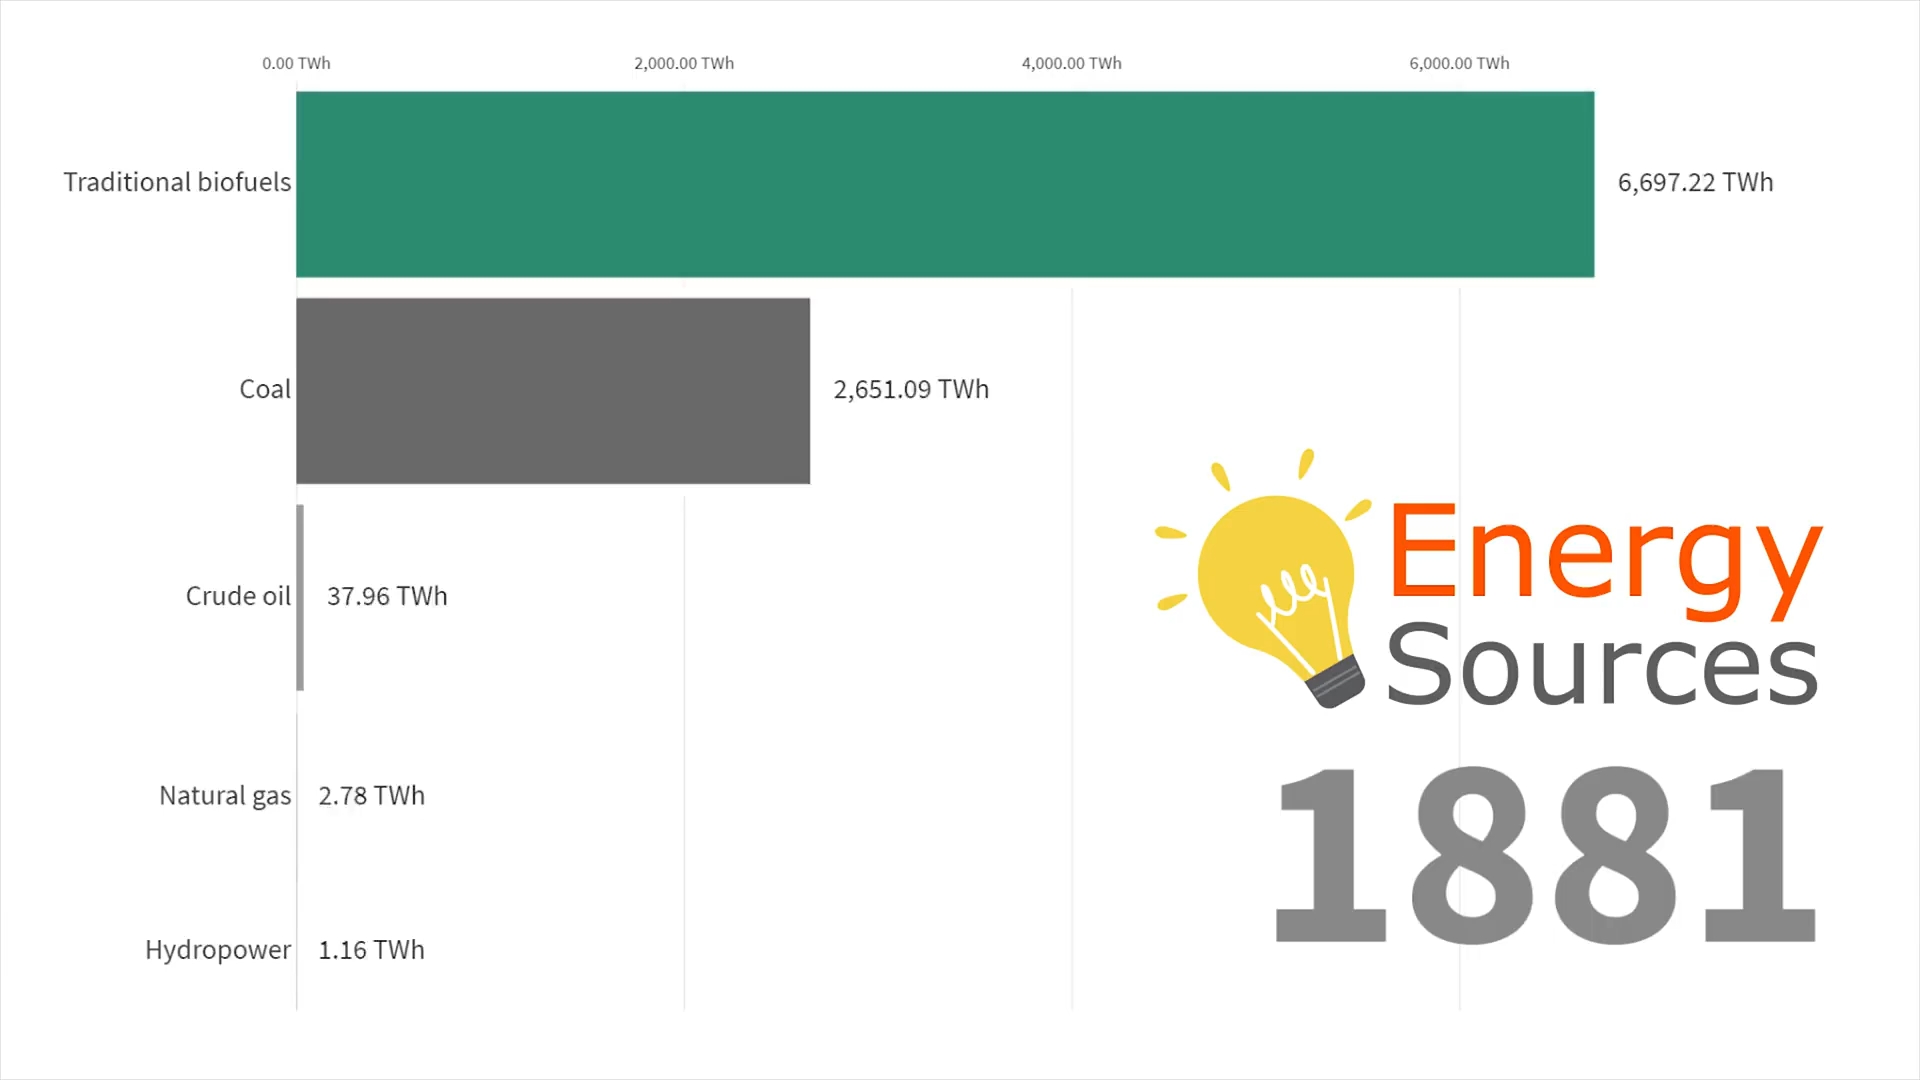 0.00 TWh 2,000.00 TWh 4,000.00 TWh 6,000.00 TWh
Traditional biofuels 6,697.22 TWh
Coal 2,651.09 TWh
Crude oil 37.96 TWh
Energy
Sources
Natural gas 2.78 TWh
1881
Hydropower 1.16 TWh